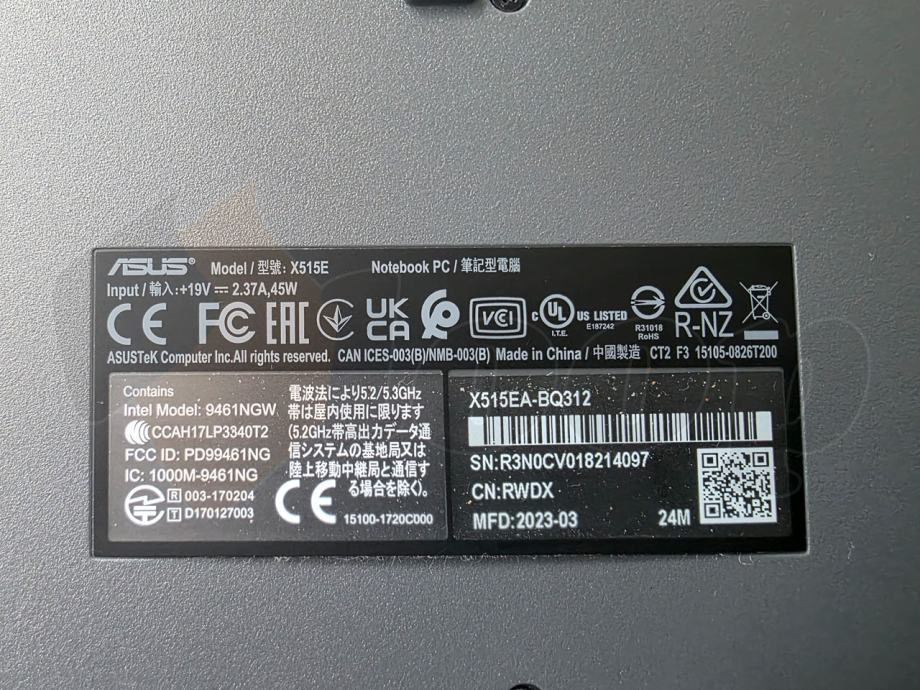 ASUS Model / 型號: X515E Notebook PC / 筆記型電腦
Input / 輸入:+19V ⎓ 2.37A,45W
CE FC EAC UK CA VCI c UL US LISTED I.T.E. E187242 R31018 RoHS R-NZ
ASUSTeK Computer Inc.All rights reserved. CAN ICES-003(B)/NMB-003(B) Made in China / 中國製造 CT2 F3 15105-0826T200
Contains
Intel Model: 9461NGW
CCAH17LP3340T2
FCC ID: PD99461NG
IC: 1000M-9461NG
R 003-170204
T D170127003
電波法により5.2/5.3GHz
帯は屋内使用に限ります
(5.2GHz帯高出力データ通
信システムの基地局又は
陸上移動中継局と通信す
る場合を除く)。
CE 15100-1720C000
X515EA-BQ312
SN:R3N0CV018214097
CN:RWDX
MFD:2023-03 24M